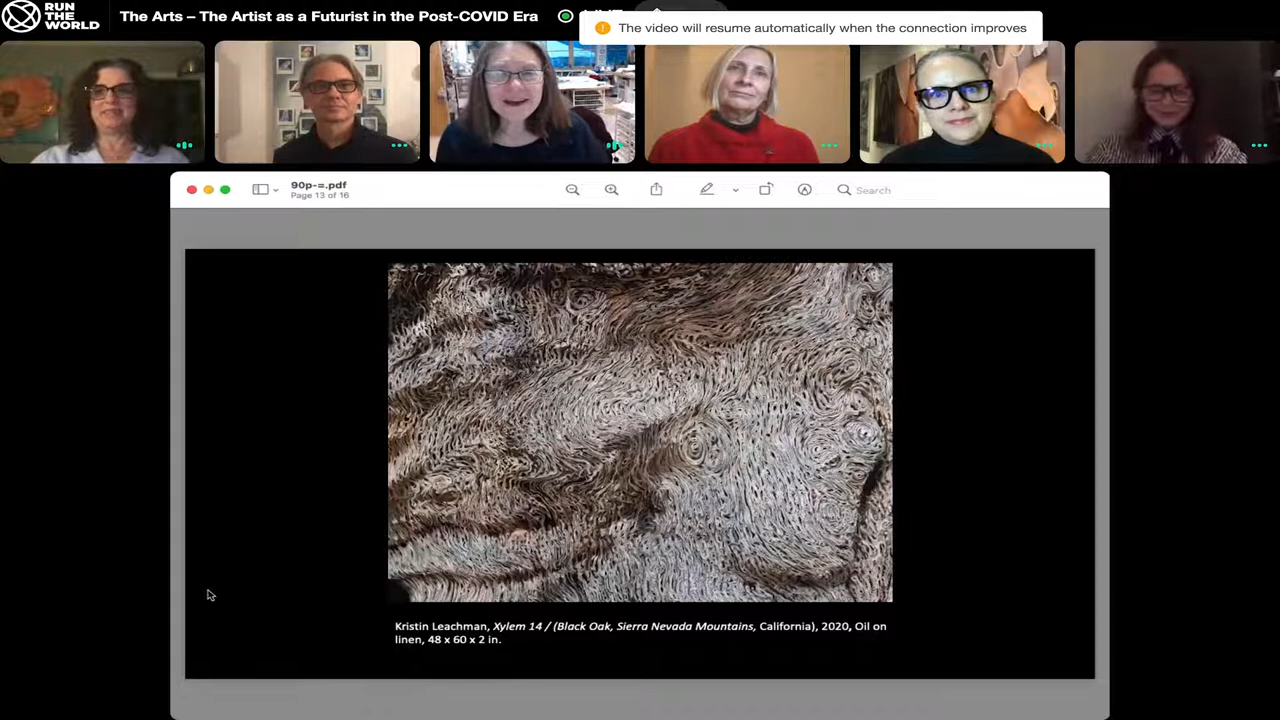 RUN
THE
WORLD
The Arts – The Artist as a Futurist in the Post-COVID Era
The video will resume automatically when the connection improves
90p-=.pdf
Page 13 of 16
Search
Kristin Leachman, Xylem 14 / (Black Oak, Sierra Nevada Mountains, California), 2020, Oil on
linen, 48 x 60 x 2 in.